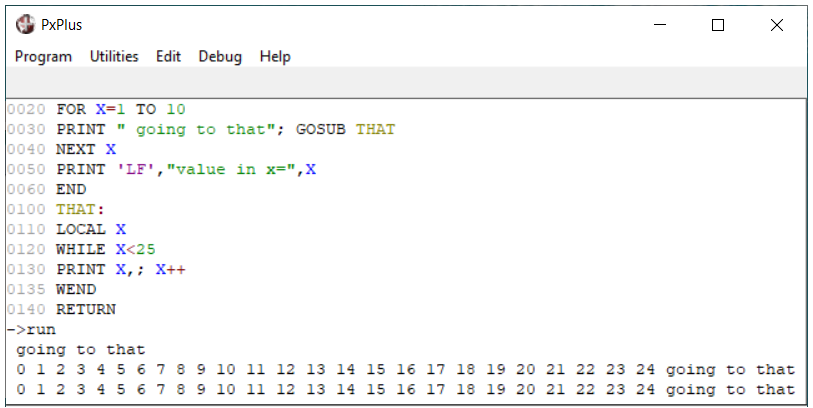 PxPlus
Program Utilities Edit Debug Help
0020 FOR X=1 TO 10
0030 PRINT " going to that"; GOSUB THAT
0040 NEXT X
0050 PRINT 'LF',"value in x=",X
0060 END
0100 THAT:
0110 LOCAL X
0120 WHILE X<25
0130 PRINT X,; X++
0135 WEND
0140 RETURN
->run
 going to that
 0 1 2 3 4 5 6 7 8 9 10 11 12 13 14 15 16 17 18 19 20 21 22 23 24 going to that
 0 1 2 3 4 5 6 7 8 9 10 11 12 13 14 15 16 17 18 19 20 21 22 23 24 going to that